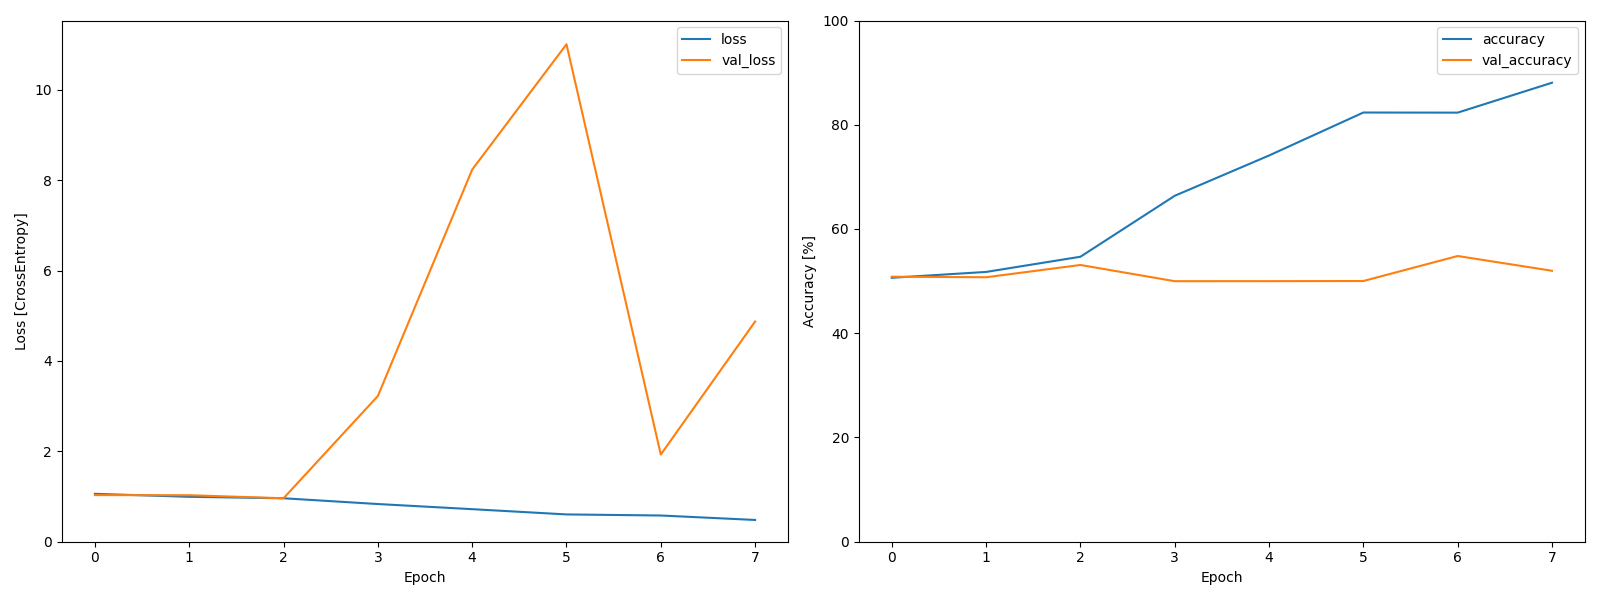 loss
val_loss
Loss [CrossEntropy]
10
8
6
4
2
0
0 1 2 3 4 5 6 7
Epoch
accuracy
val_accuracy
Accuracy [%]
100
80
60
40
20
0
0 1 2 3 4 5 6 7
Epoch